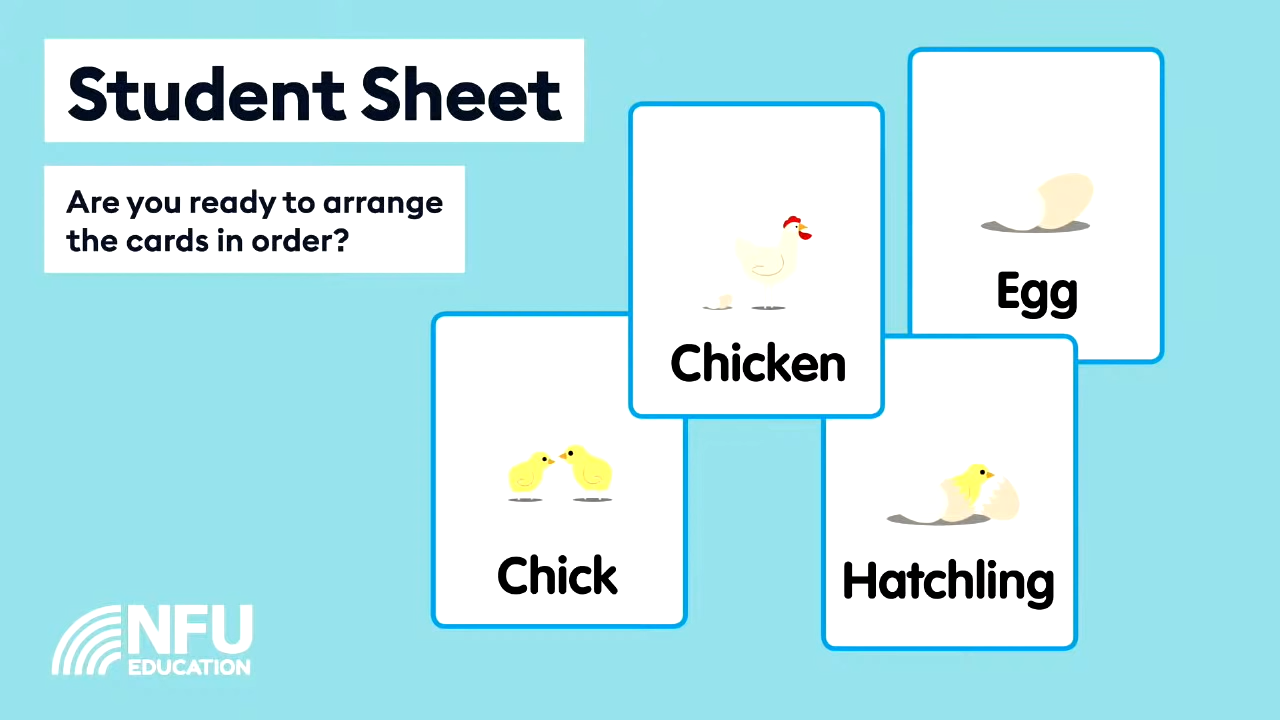 Student Sheet
Are you ready to arrange
the cards in order?
Egg
Chicken
Chick
Hatchling
NFU
EDUCATION